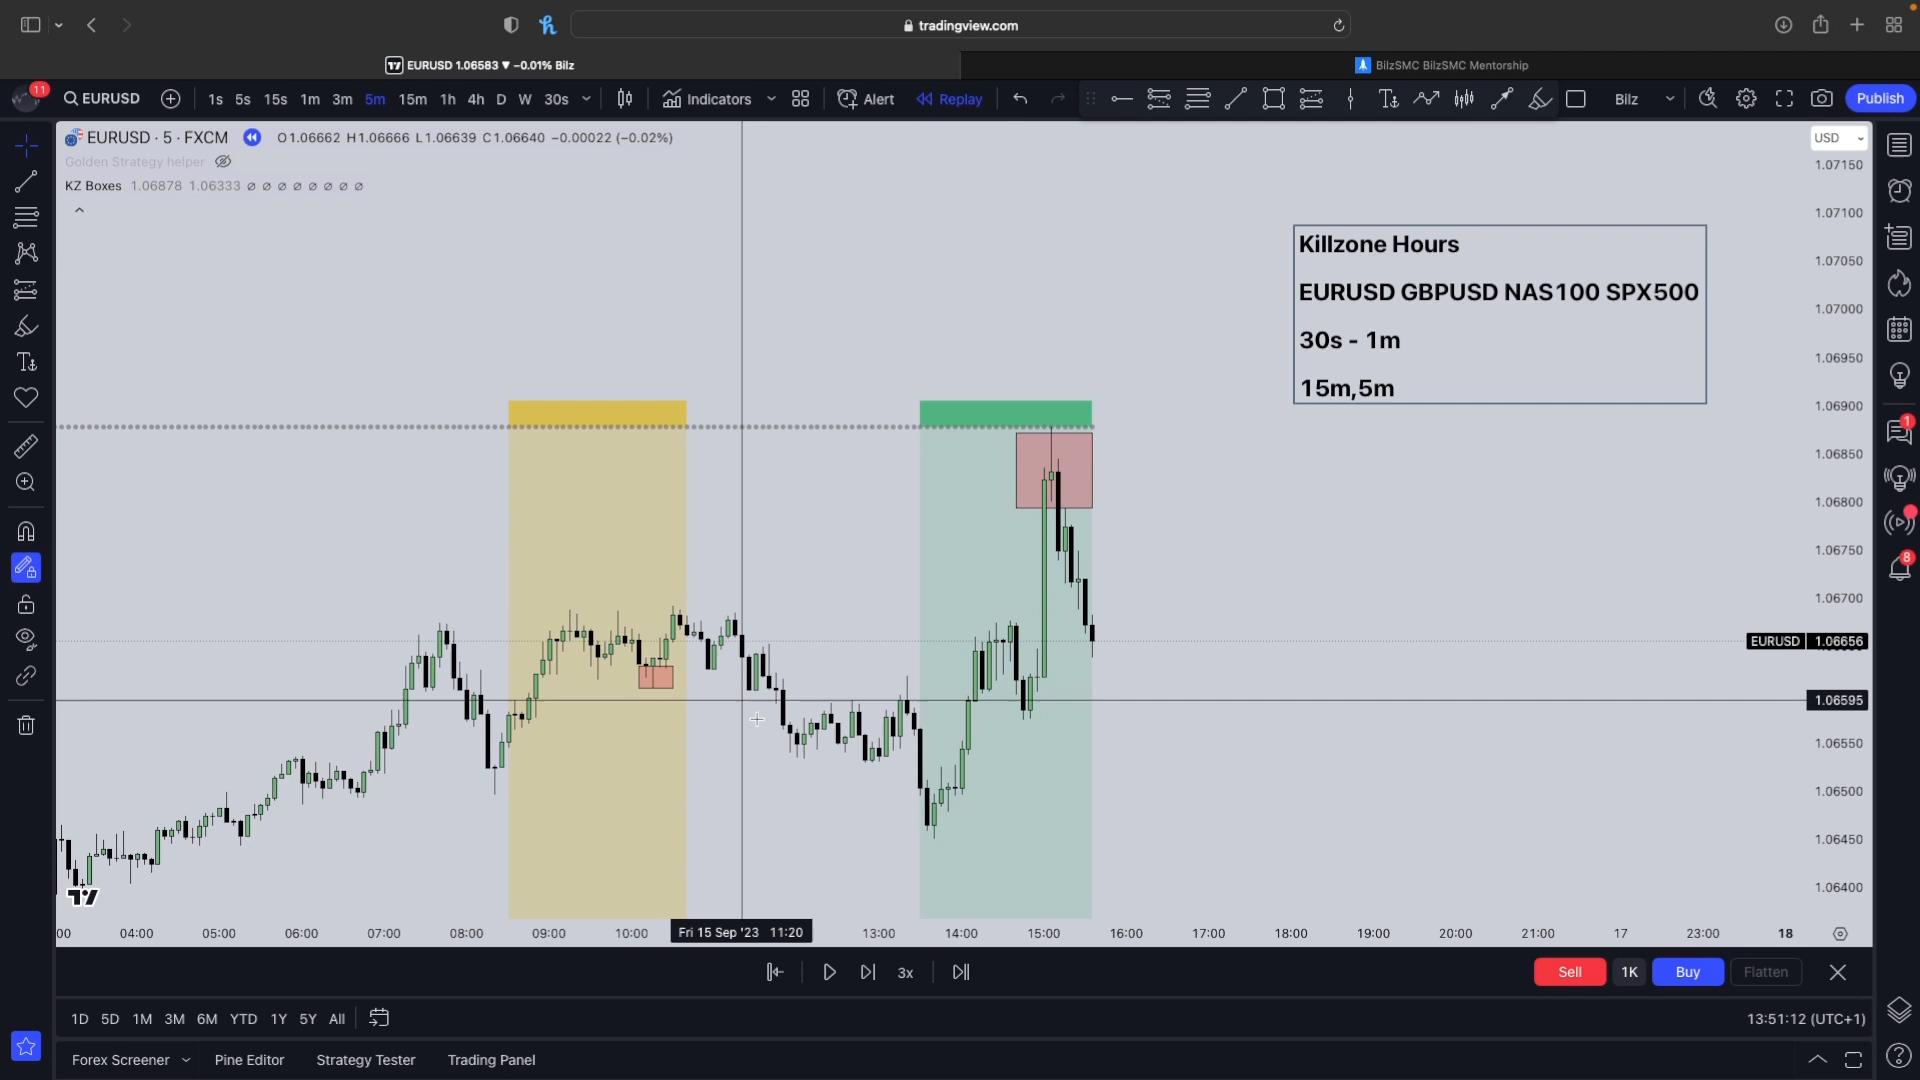 tradingview.com
EURUSD 1.06583 ▼ −0.01% Bilz
BilzSMC BilzSMC Mentorship
11
EURUSD
1s 5s 15s 1m 3m 5m 15m 1h 4h D W 30s
Indicators
Alert
Replay
Bilz
Publish
EURUSD · 5 · FXCM
O1.06662 H1.06666 L1.06639 C1.06640 −0.00022 (−0.02%)
USD
Golden Strategy helper
KZ Boxes 1.06878 1.06333 ∅ ∅ ∅ ∅ ∅ ∅ ∅ ∅
Killzone Hours
EURUSD GBPUSD NAS100 SPX500
30s - 1m
15m,5m
1.07150
1.07100
1.07050
1.07000
1.06950
1.06900
1.06850
1.06800
1.06750
1.06700
EURUSD 1.06656
1.06595
1.06550
1.06500
1.06450
1.06400
1
8
00 04:00 05:00 06:00 07:00 08:00 09:00 10:00 Fri 15 Sep '23 11:20 13:00 14:00 15:00 16:00 17:00 18:00 19:00 20:00 21:00 17 23:00 18
3x
Sell
1K
Buy
Flatten
1D 5D 1M 3M 6M YTD 1Y 5Y All
13:51:12 (UTC+1)
Forex Screener
Pine Editor
Strategy Tester
Trading Panel